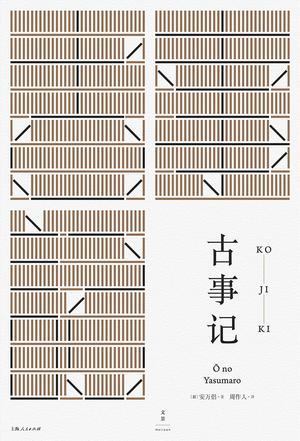 古事记
KO
JI
KI
Ō no
Yasumaro
[日] 安万侣·著 周作人·译
上海人民出版社
文
景
Horizon